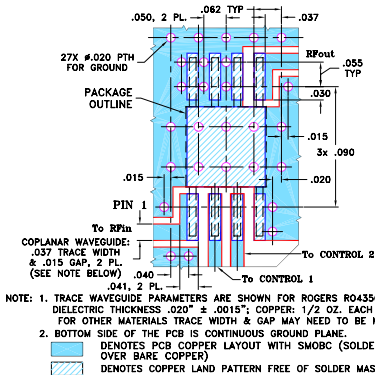 .050, 2 PL.
.062 TYP
.037
27X ø.020 PTH
FOR GROUND
RFout
.055
TYP
PACKAGE
OUTLINE
.030
.015
3x .090
.015
.020
PIN 1
To RFin
COPLANAR WAVEGUIDE:
.037 TRACE WIDTH
& .015 GAP, 2 PL.
(SEE NOTE BELOW)
.040
.041, 2 PL.
To CONTROL 2
To CONTROL 1
NOTE: 1. TRACE WAVEGUIDE PARAMETERS ARE SHOWN FOR ROGERS RO435
DIELECTRIC THICKNESS .020" ± .0015"; COPPER: 1/2 OZ. EACH
FOR OTHER MATERIALS TRACE WIDTH & GAP MAY NEED TO BE
2. BOTTOM SIDE OF THE PCB IS CONTINUOUS GROUND PLANE.
DENOTES PCB COPPER LAYOUT WITH SMOBC (SOLDE
OVER BARE COPPER)
DENOTES COPPER LAND PATTERN FREE OF SOLDER MAS